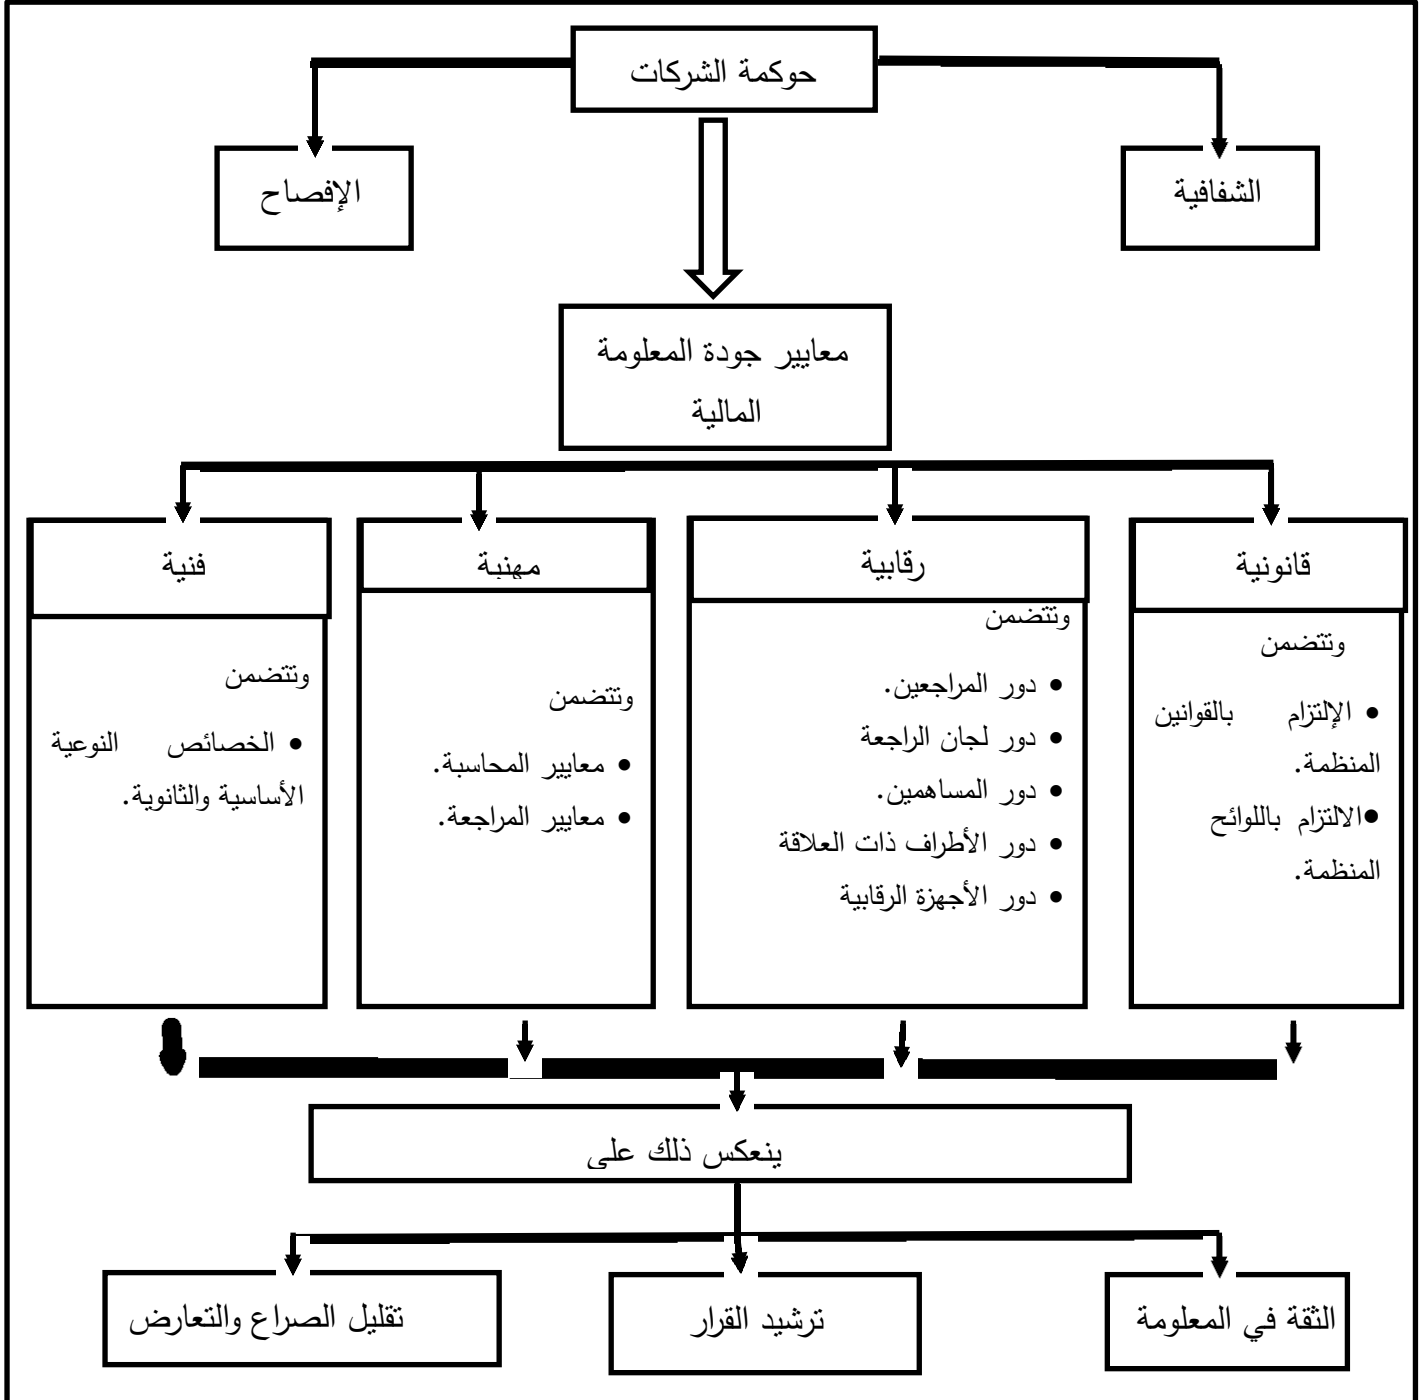 حوكمة الشركات
الشفافية
الإفصاح
معايير جودة المعلومة
المالية
قانونية
رقابية
مهنية
فنية
وتتضمن
• الإلتزام بالقوانين
المنظمة.
•الالتزام باللوائح
المنظمة.
وتتضمن
• دور المراجعين.
• دور لجان الراجعة
• دور المساهمين.
• دور الأطراف ذات العلاقة
• دور الأجهزة الرقابية
وتتضمن
• معايير المحاسبة.
• معايير المراجعة.
وتتضمن
• الخصائص النوعية
الأساسية والثانوية.
ينعكس ذلك على
الثقة في المعلومة
ترشيد القرار
تقليل الصراع والتعارض